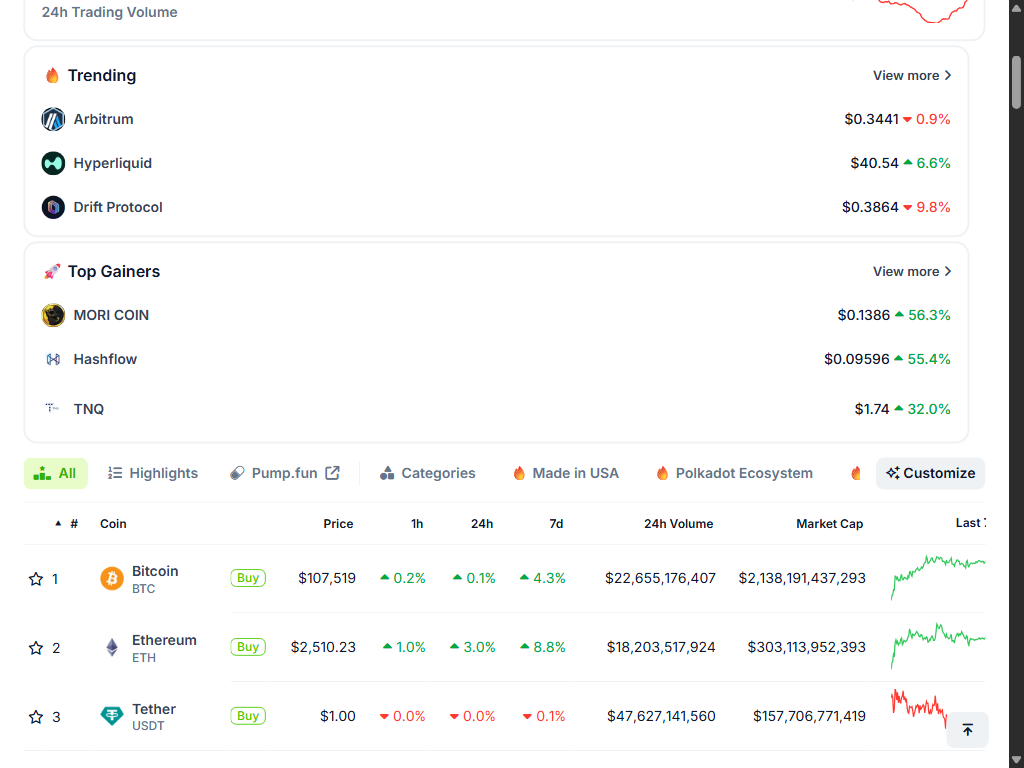 24h Trading Volume
Trending
View more
Arbitrum
$0.3441 0.9%
Hyperliquid
$40.54 6.6%
Drift Protocol
$0.3864 9.8%
Top Gainers
View more
MORI COIN
$0.1386 56.3%
Hashflow
$0.09596 55.4%
TNQ
$1.74 32.0%
All Highlights Pump.fun Categories Made in USA Polkadot Ecosystem Customize
# Coin Price 1h 24h 7d 24h Volume Market Cap Last
1 Bitcoin BTC Buy $107,519 0.2% 0.1% 4.3% $22,655,176,407 $2,138,191,437,293
2 Ethereum ETH Buy $2,510.23 1.0% 3.0% 8.8% $18,203,517,924 $303,113,952,393
3 Tether USDT Buy $1.00 0.0% 0.0% 0.1% $47,627,141,560 $157,706,771,419